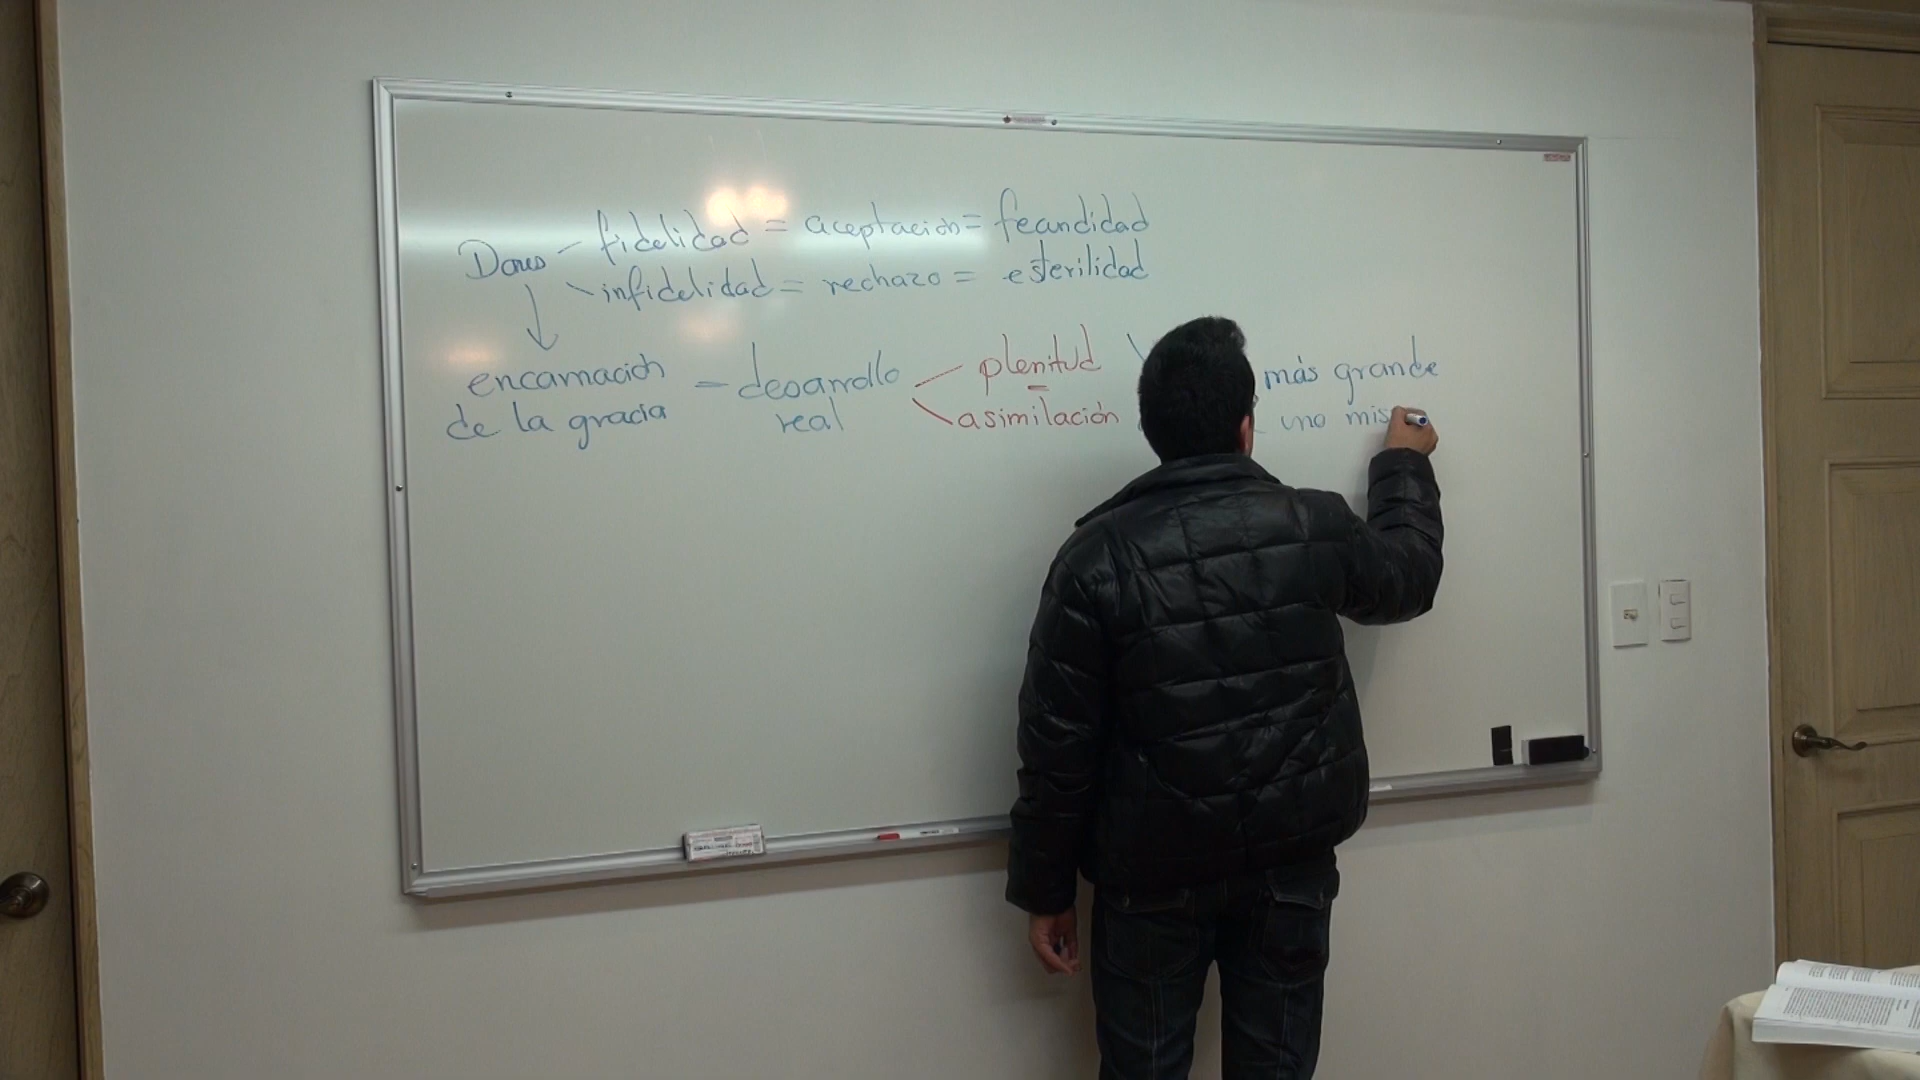 Dones - fidelidad = aceptación = fecundidad
infidelidad = rechazo = esterilidad
encarnación - desarrollo plenitud más grande
de la gracia real asimilación uno mis